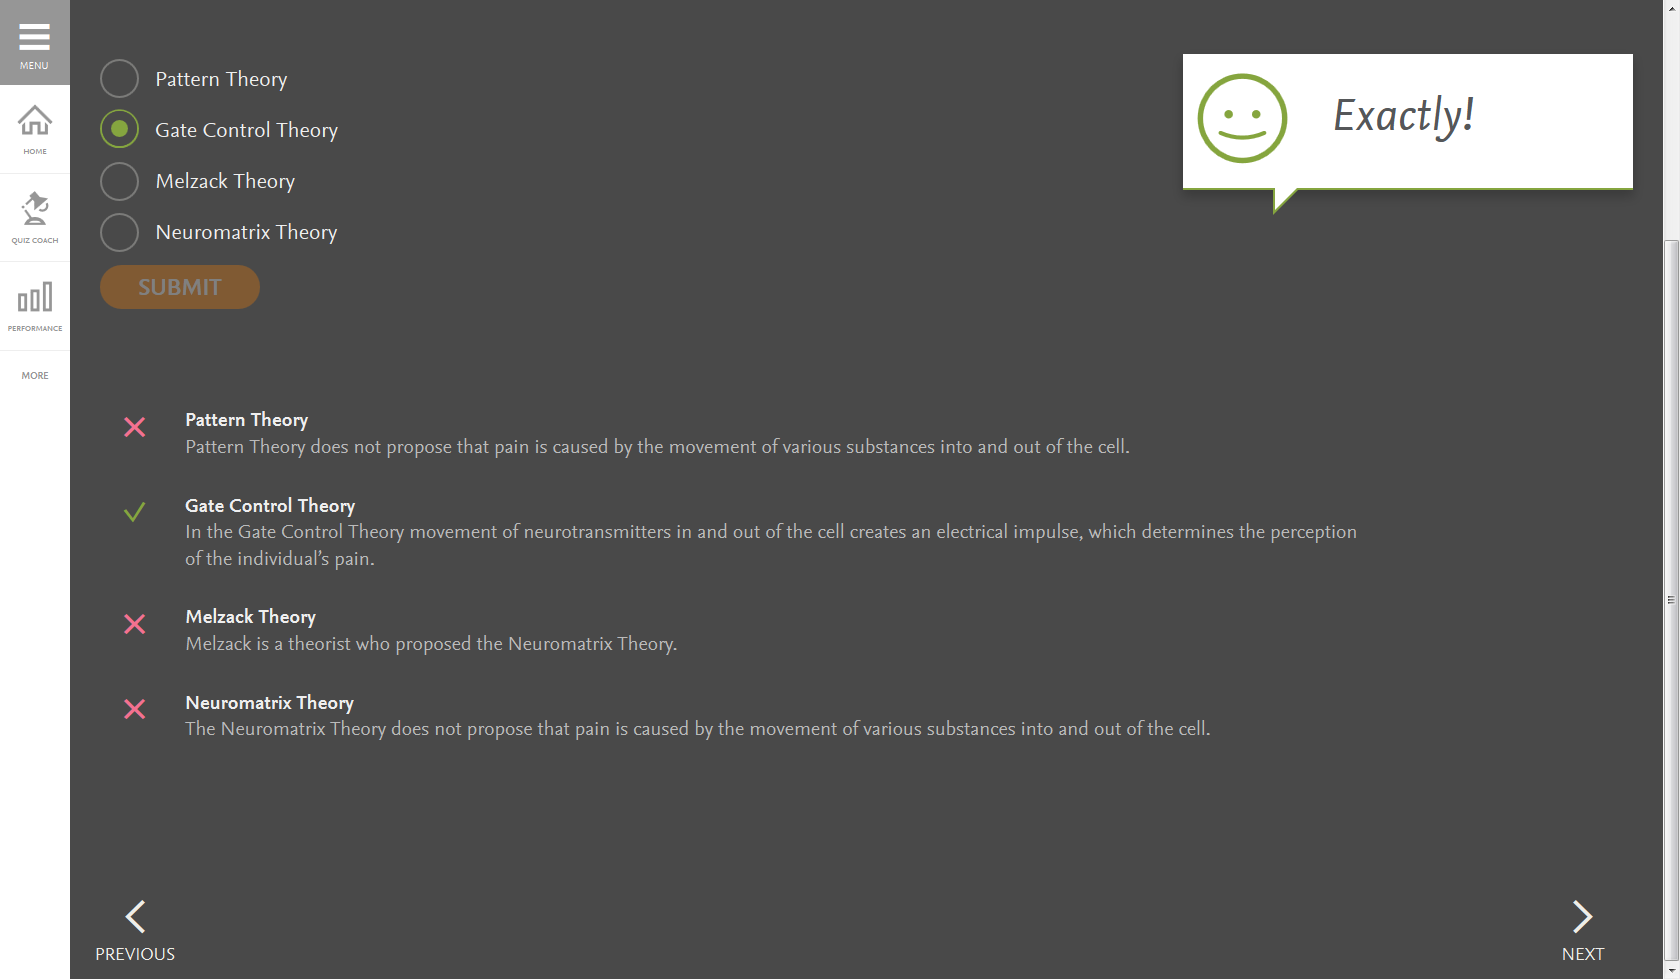 MENU
HOME
QUIZ COACH
PERFORMANCE
MORE
Pattern Theory
Gate Control Theory
Melzack Theory
Neuromatrix Theory
SUBMIT
Exactly!
Pattern Theory
Pattern Theory does not propose that pain is caused by the movement of various substances into and out of the cell.
Gate Control Theory
In the Gate Control Theory movement of neurotransmitters in and out of the cell creates an electrical impulse, which determines the perception
of the individual’s pain.
Melzack Theory
Melzack is a theorist who proposed the Neuromatrix Theory.
Neuromatrix Theory
The Neuromatrix Theory does not propose that pain is caused by the movement of various substances into and out of the cell.
PREVIOUS
NEXT